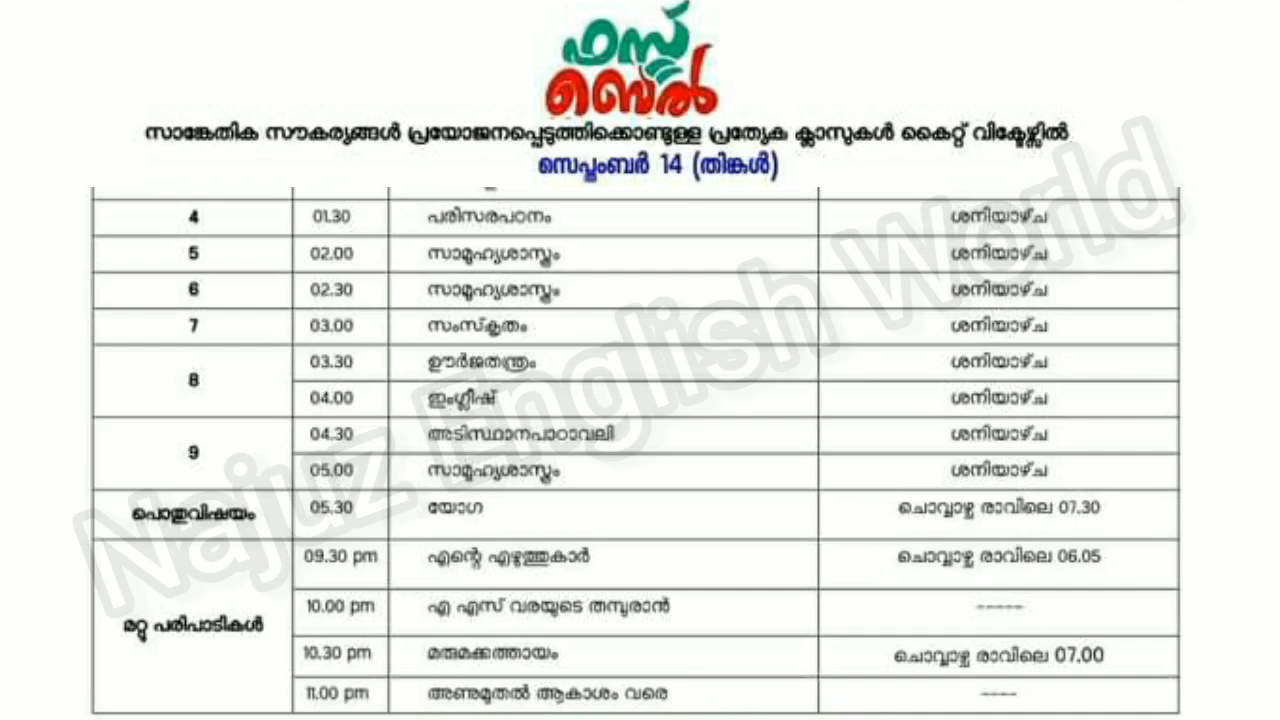 ഫസ്റ്റ്
ബെൽ
സാങ്കേതിക സൗകര്യങ്ങൾ പ്രയോജനപ്പെടുത്തിക്കൊണ്ടുള്ള പ്രത്യേക ക്ലാസുകൾ കൈറ്റ് വിക്ടേഴ്സിൽ
സെപ്തംബർ 14 (തിങ്കൾ)
4 01.30 പരിസരപഠനം ശനിയാഴ്ച
5 02.00 സാമൂഹ്യശാസ്ത്രം ശനിയാഴ്ച
6 02.30 സാമൂഹ്യശാസ്ത്രം ശനിയാഴ്ച
7 03.00 സംസ്കൃതം ശനിയാഴ്ച
8 03.30 ഊർജതന്ത്രം ശനിയാഴ്ച
04.00 ഇംഗ്ലീഷ് ശനിയാഴ്ച
9 04.30 അടിസ്ഥാനപാഠാവലി ശനിയാഴ്ച
05.00 സാമൂഹ്യശാസ്ത്രം ശനിയാഴ്ച
പൊതുവിഷയം 05.30 യോഗ ചൊവ്വാഴ്ച രാവിലെ 07.30
മറ്റു പരിപാടികൾ 09.30 pm എന്റെ എഴുത്തുകാർ ചൊവ്വാഴ്ച രാവിലെ 06.05
10.00 pm എ എസ് വരയുടെ തമ്പുരാൻ -----
10.30 pm മരുമക്കത്തായം ചൊവ്വാഴ്ച രാവിലെ 07.00
11.00 pm അണുമുതൽ ആകാശം വരെ ----
Najuz English World